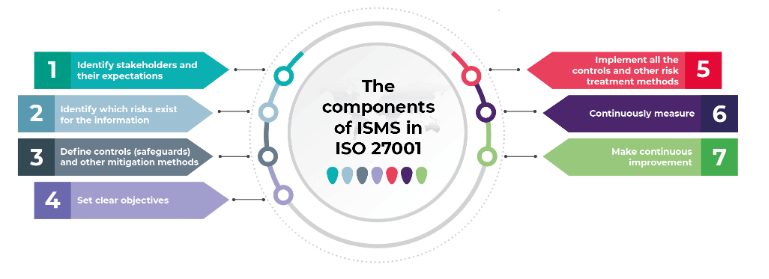 1
Identify stakeholders and
their expectations
2
Identify which risks exist
for the information
3
Define controls (safeguards)
and other mitigation methods
4
Set clear objectives
The
components
of ISMS in
ISO 27001
Implement all the
controls and other risk
treatment methods
5
Continuously measure
6
Make continuous
improvement
7